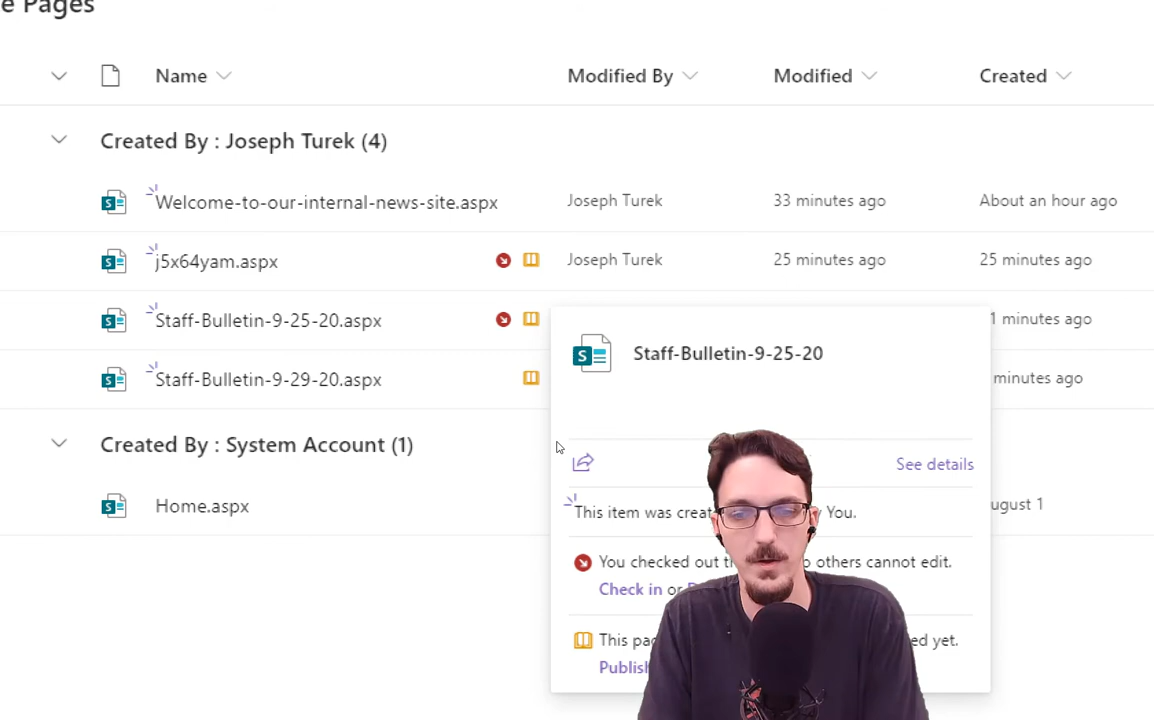 e Pages
Name Modified By Modified Created
Created By : Joseph Turek (4)
Welcome-to-our-internal-news-site.aspx Joseph Turek 33 minutes ago About an hour ago
j5x64yam.aspx Joseph Turek 25 minutes ago 25 minutes ago
Staff-Bulletin-9-25-20.aspx 1 minutes ago
Staff-Bulletin-9-29-20.aspx minutes ago
Created By : System Account (1)
Home.aspx ugust 1
Staff-Bulletin-9-25-20
See details
This item was creat You.
You checked out others cannot edit.
Check in or
This pa ed yet.
Publish